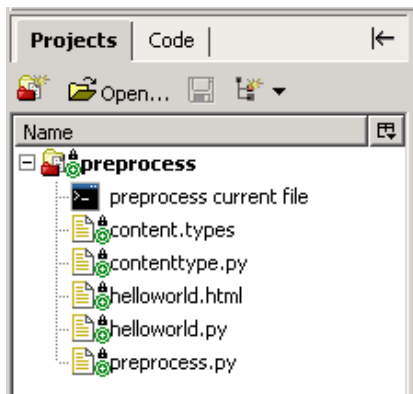 Projects Code
Open...
Name
preprocess
preprocess current file
content.types
contenttype.py
helloworld.html
helloworld.py
preprocess.py